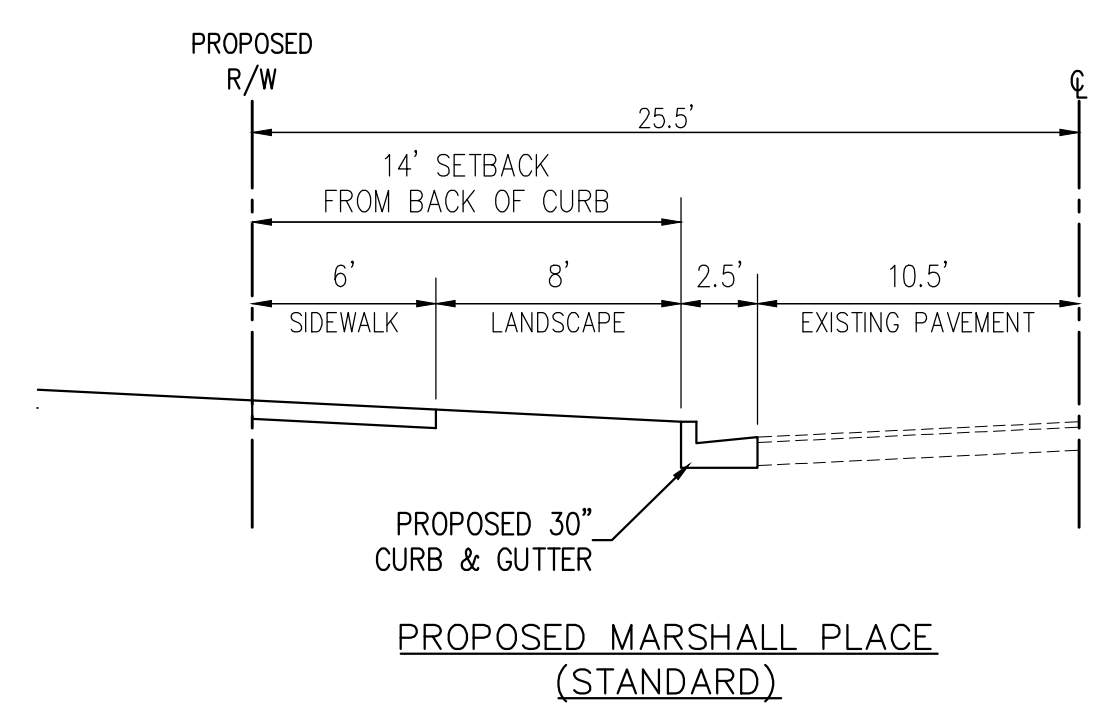 PROPOSED
R/W
℄
25.5'
14' SETBACK
FROM BACK OF CURB
6'
8'
2.5'
10.5'
SIDEWALK
LANDSCAPE
EXISTING PAVEMENT
PROPOSED 30"
CURB & GUTTER
PROPOSED MARSHALL PLACE
(STANDARD)